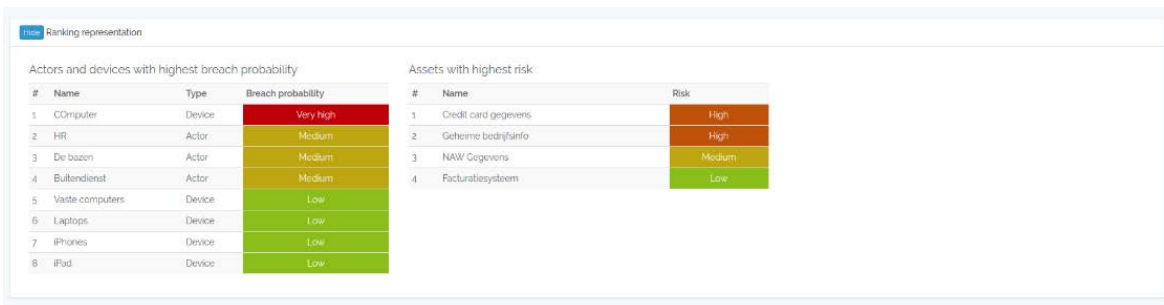 Hide Ranking representation
Actors and devices with highest breach probability
# Name Type Breach probability
1 COmputer Device Very high
2 HR Actor Medium
3 De bazen Actor Medium
4 Buitendienst Actor Medium
5 Vaste computers Device Low
6 Laptops Device Low
7 iPhones Device Low
8 iPad Device Low
Assets with highest risk
# Name Risk
1 Credit card gegevens High
2 Geheime bedrijfsinfo High
3 NAW Gegevens Medium
4 Facturatiesysteem Low